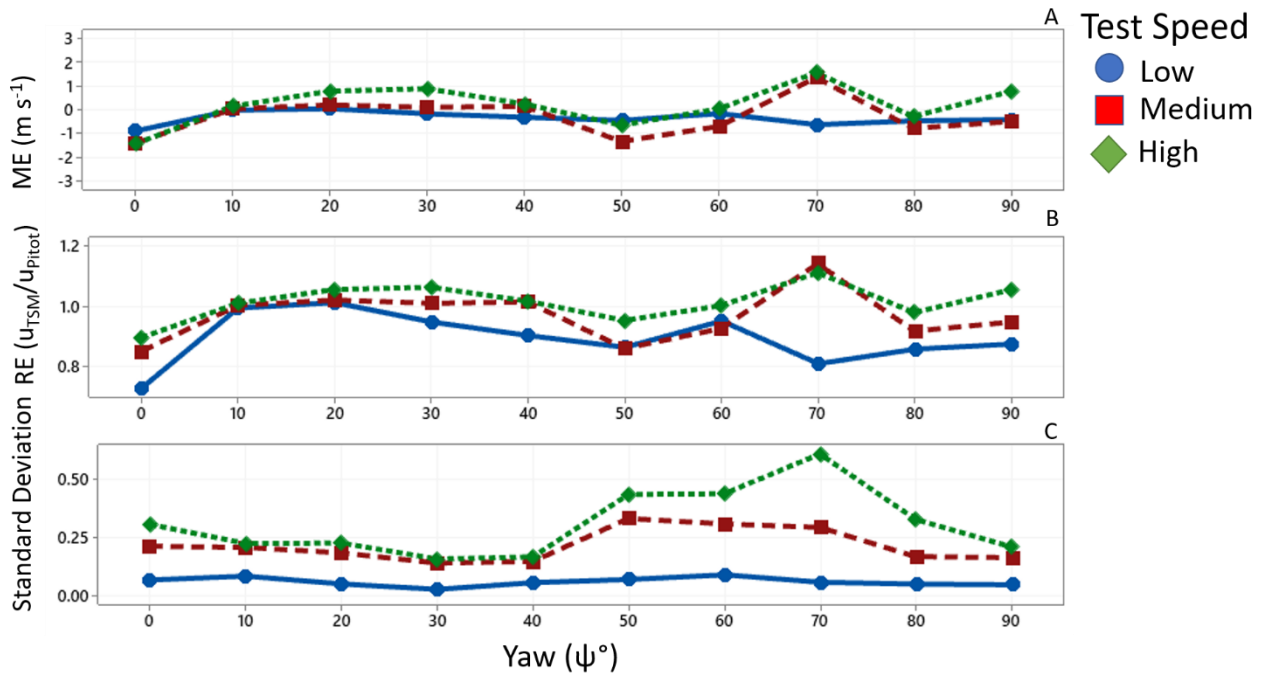 A
Test Speed
Low
Medium
High
ME (m s-1)
3
2
1
0
-1
-2
-3
0 10 20 30 40 50 60 70 80 90
B
RE (uTSM/uPitot)
1.2
1.0
0.8
0 10 20 30 40 50 60 70 80 90
C
Standard Deviation
0.50
0.25
0.00
0 10 20 30 40 50 60 70 80 90
Yaw (ψ°)